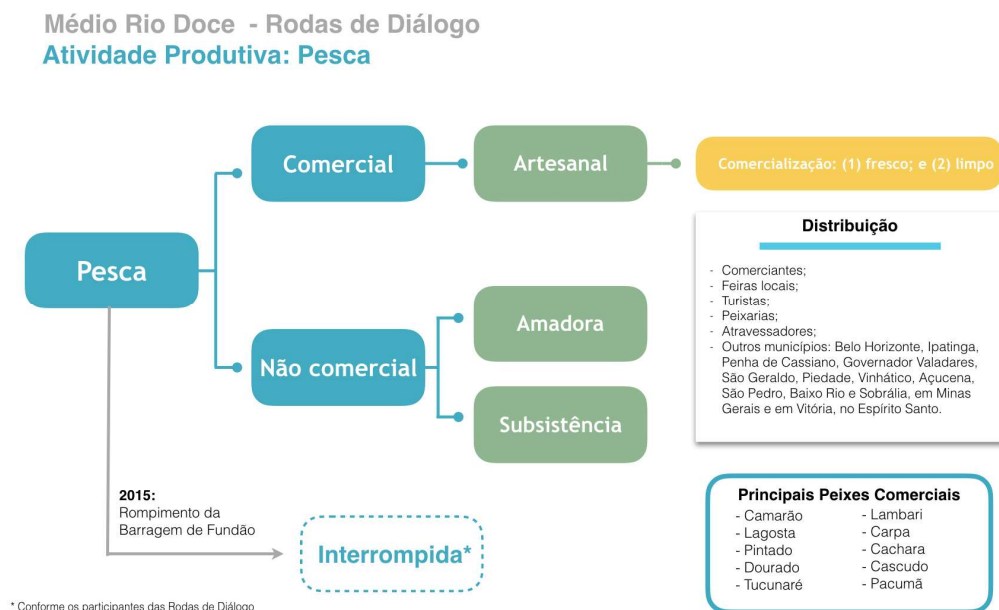 Médio Rio Doce - Rodas de Diálogo
Atividade Produtiva: Pesca
Pesca
Comercial
Artesanal
Comercialização: (1) fresco; e (2) limpo
Não comercial
Amadora
Subsistência
Distribuição
- Comerciantes;
- Feiras locais;
- Turistas;
- Peixarias;
- Atravessadores;
- Outros municípios: Belo Horizonte, Ipatinga,
Penha de Cassiano, Governador Valadares,
São Geraldo, Piedade, Vinhático, Açucena,
São Pedro, Baixo Rio e Sobrália, em Minas
Gerais e em Vitória, no Espírito Santo.
2015:
Rompimento da
Barragem de Fundão
Interrompida*
Principais Peixes Comerciais
- Camarão
- Lagosta
- Pintado
- Dourado
- Tucunaré
- Lambari
- Carpa
- Cachara
- Cascudo
- Pacumã
* Conforme os participantes das Rodas de Diálogo